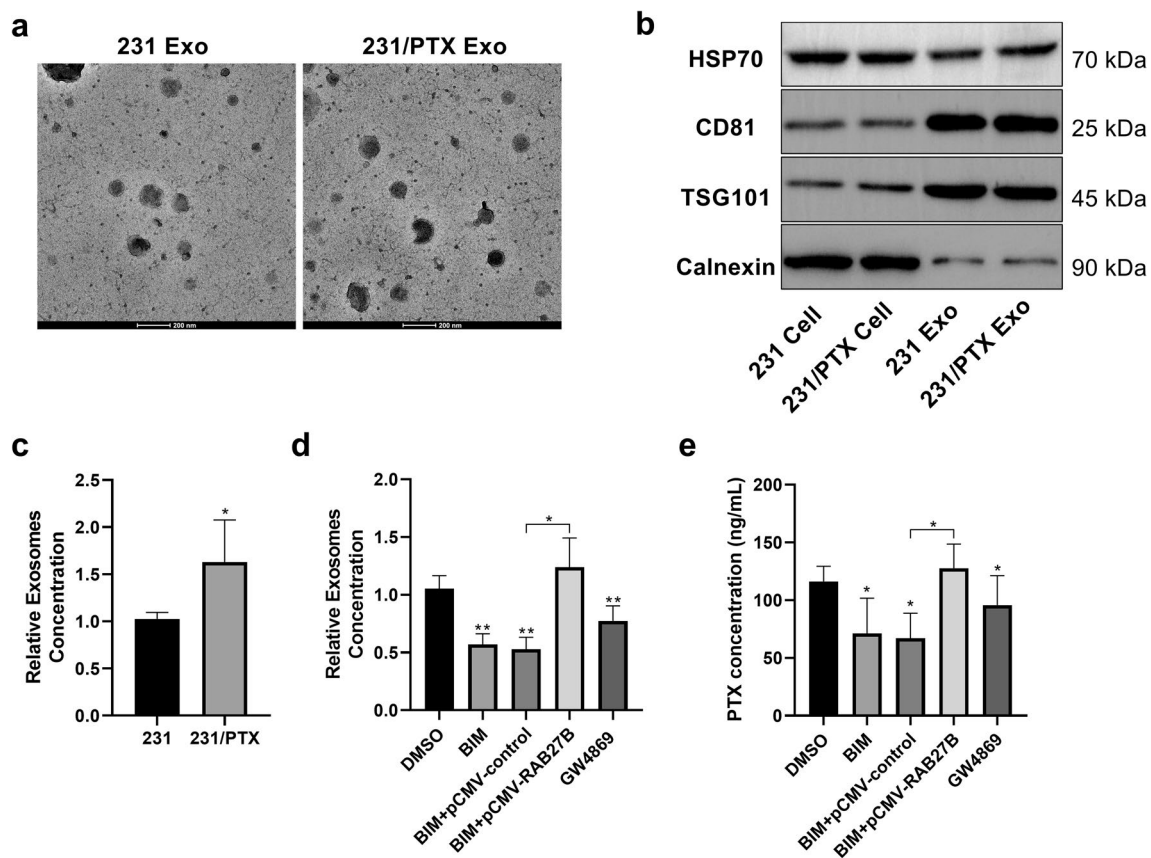 a
231 Exo
231/PTX Exo
200 nm
200 nm
b
HSP70
70 kDa
CD81
25 kDa
TSG101
45 kDa
Calnexin
90 kDa
231 Cell
231/PTX Cell
231 Exo
231/PTX Exo
c
Relative Exosomes
Concentration
2.5
2.0
1.5
1.0
0.5
0.0
*
231
231/PTX
d
Relative Exosomes
Concentration
2.0
1.5
1.0
0.5
0.0
**
**
*
**
DMSO
BIM
BIM+pCMV-control
BIM+pCMV-RAB27B
GW4869
e
PTX concentration (ng/mL)
200
150
100
50
0
*
*
*
*
DMSO
BIM
BIM+pCMV-control
BIM+pCMV-RAB27B
GW4869